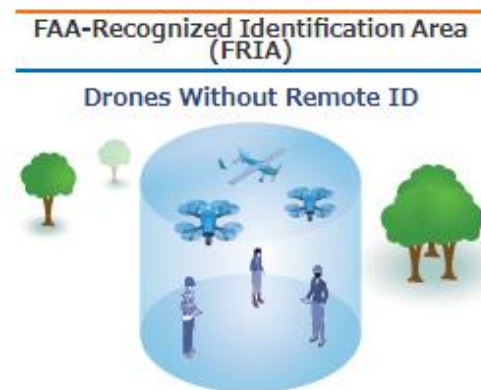 FAA-Recognized Identification Area
(FRIA)
Drones Without Remote ID